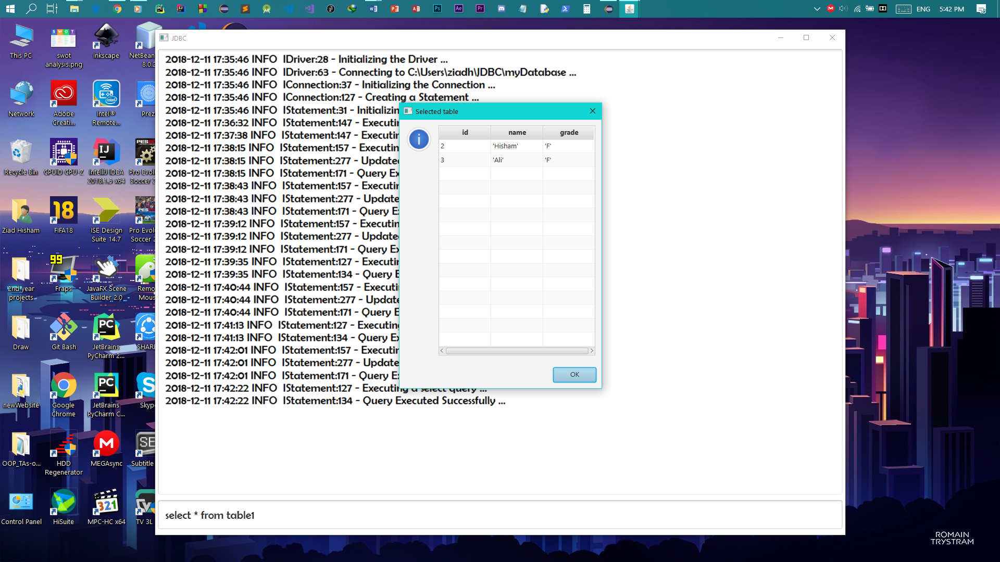 ENG 5:42 PM
This PC
swot
analysis.png
Inkscape
NetBean
8.0.2
Network
Adobe
Creati...
Intel®
Remote...
Prez
Recycle Bin
CPUID CPU-Z
IntelliJ IDEA
2018.1.5 x64
Pro Evol
Soccer 2
Ziad Hisham
FIFA18
ISE Design
Suite 14.7
Pro Evol
Soccer 2
2nd year
projects
Fraps
JavaFX Scene
Builder 2.0
Remo
Mous
Draw
Git Bash
JetBrains
PyCharm 2...
SHARE
newWebsite
Google
Chrome
JetBrains
PyCharm C...
Skype
OOP_TAs-o...
HDD
Regenerator
MEGAsync
Subtitle
Control Panel
HiSuite
MPC-HC x64
TV 3L
JDBC
2018-12-11 17:35:46 INFO IDriver:28 - Initializing the Driver ...
2018-12-11 17:35:46 INFO IDriver:63 - Connecting to C:\Users\ziadh\JDBC\myDatabase ...
2018-12-11 17:35:46 INFO IConnection:37 - Initializing the Connection ...
2018-12-11 17:35:46 INFO IConnection:127 - Creating a Statement ...
2018-12-11 17:35:46 INFO IStatement:31 - Initializin
2018-12-11 17:36:32 INFO IStatement:147 - Executin
2018-12-11 17:37:38 INFO IStatement:147 - Executin
2018-12-11 17:38:15 INFO IStatement:157 - Executin
2018-12-11 17:38:15 INFO IStatement:277 - Updated
2018-12-11 17:38:15 INFO IStatement:171 - Query Ex
2018-12-11 17:38:43 INFO IStatement:157 - Executin
2018-12-11 17:38:43 INFO IStatement:277 - Update
2018-12-11 17:38:43 INFO IStatement:171 - Query Ex
2018-12-11 17:39:12 INFO IStatement:157 - Executin
2018-12-11 17:39:12 INFO IStatement:277 - Updated
2018-12-11 17:39:12 INFO IStatement:171 - Query Ex
2018-12-11 17:39:35 INFO IStatement:127 - Executin
2018-12-11 17:39:35 INFO IStatement:134 - Query E
2018-12-11 17:40:44 INFO IStatement:157 - Executi
2018-12-11 17:40:44 INFO IStatement:277 - Update
2018-12-11 17:40:44 INFO IStatement:171 - Query E
2018-12-11 17:41:13 INFO IStatement:127 - Executing
2018-12-11 17:41:13 INFO IStatement:134 - Query Ex
2018-12-11 17:42:01 INFO IStatement:157 - Executin
2018-12-11 17:42:01 INFO IStatement:277 - Update
2018-12-11 17:42:01 INFO IStatement:171 - Query Ex
2018-12-11 17:42:22 INFO IStatement:127 - Executing a select query ...
2018-12-11 17:42:22 INFO IStatement:134 - Query Executed Successfully ...
Selected table
id name grade
2 'Hisham' 'F'
3 'Ali' 'F'
OK
select * from table1
ROMAIN
TRYSTRAM